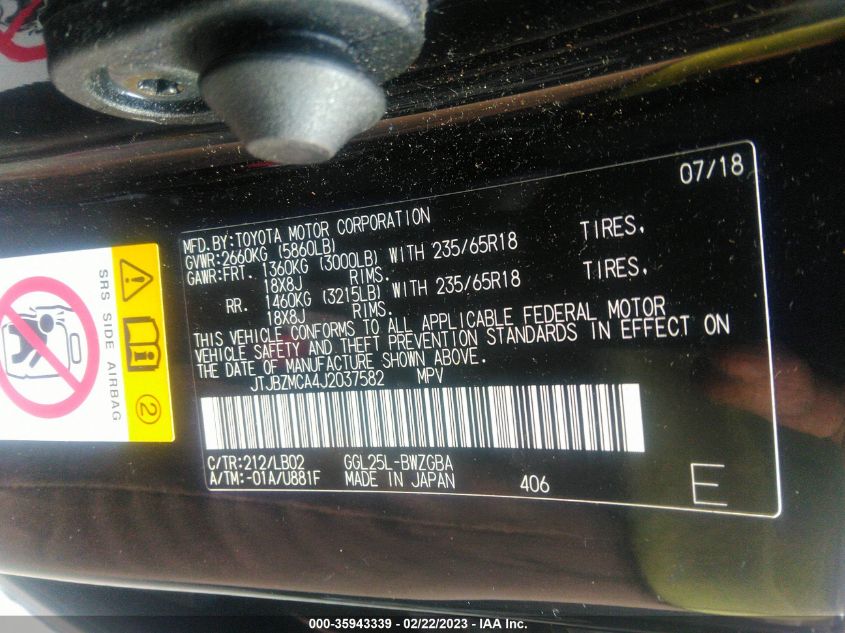 07/18
MFD.BY:TOYOTA MOTOR CORPORATION
GVWR:2660KG (5860LB)
GAWR:FRT. 1360KG (3000LB) WITH 235/65R18 TIRES.
18X8J RIMS.
RR. 1460KG (3215LB) WITH 235/65R18 TIRES.
18X8J RIMS.
THIS VEHICLE CONFORMS TO ALL APPLICABLE FEDERAL MOTOR
VEHICLE SAFETY AND THEFT PREVENTION STANDARDS IN EFFECT ON
THE DATE OF MANUFACTURE SHOWN ABOVE.
JTJBZMCA4J2037582 MPV
C/TR:212/LB02 GGL25L-BWZGBA
A/TM:-01A/U881F MADE IN JAPAN 406 E
SRS SIDE AIRBAG
2
000-35943339 - 02/22/2023 - IAA Inc.